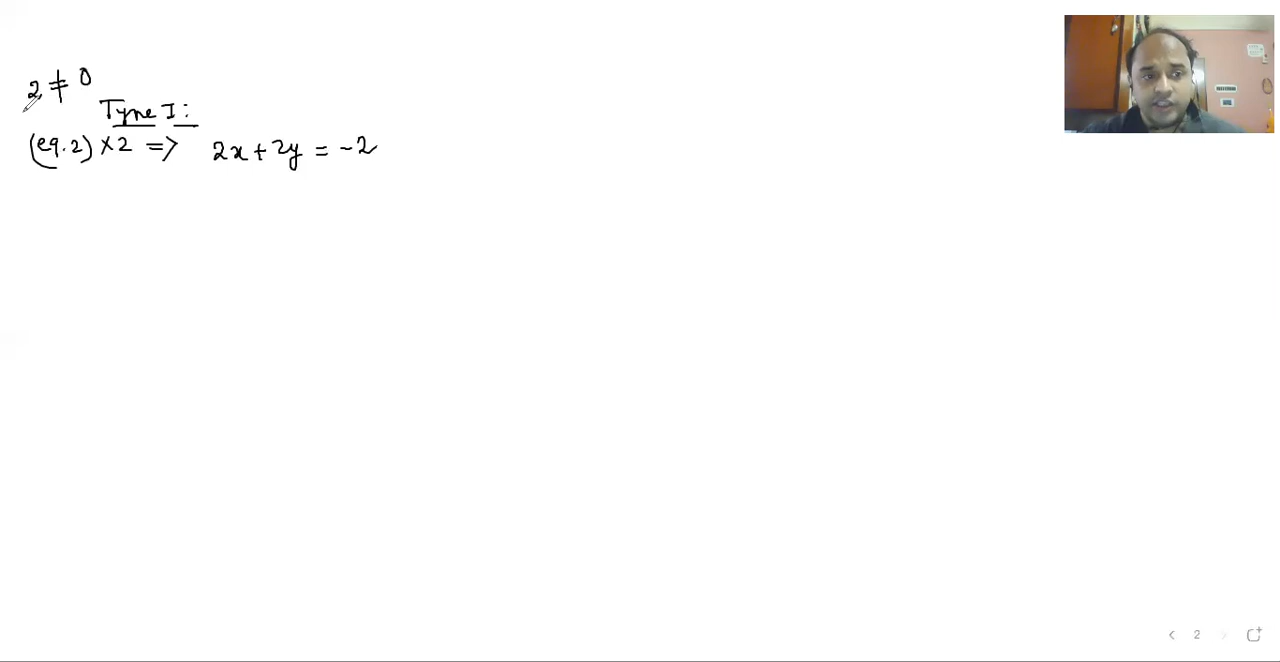 2 ≠ 0
Type I:
(eq.2) × 2 => 2x + 2y = -2
2